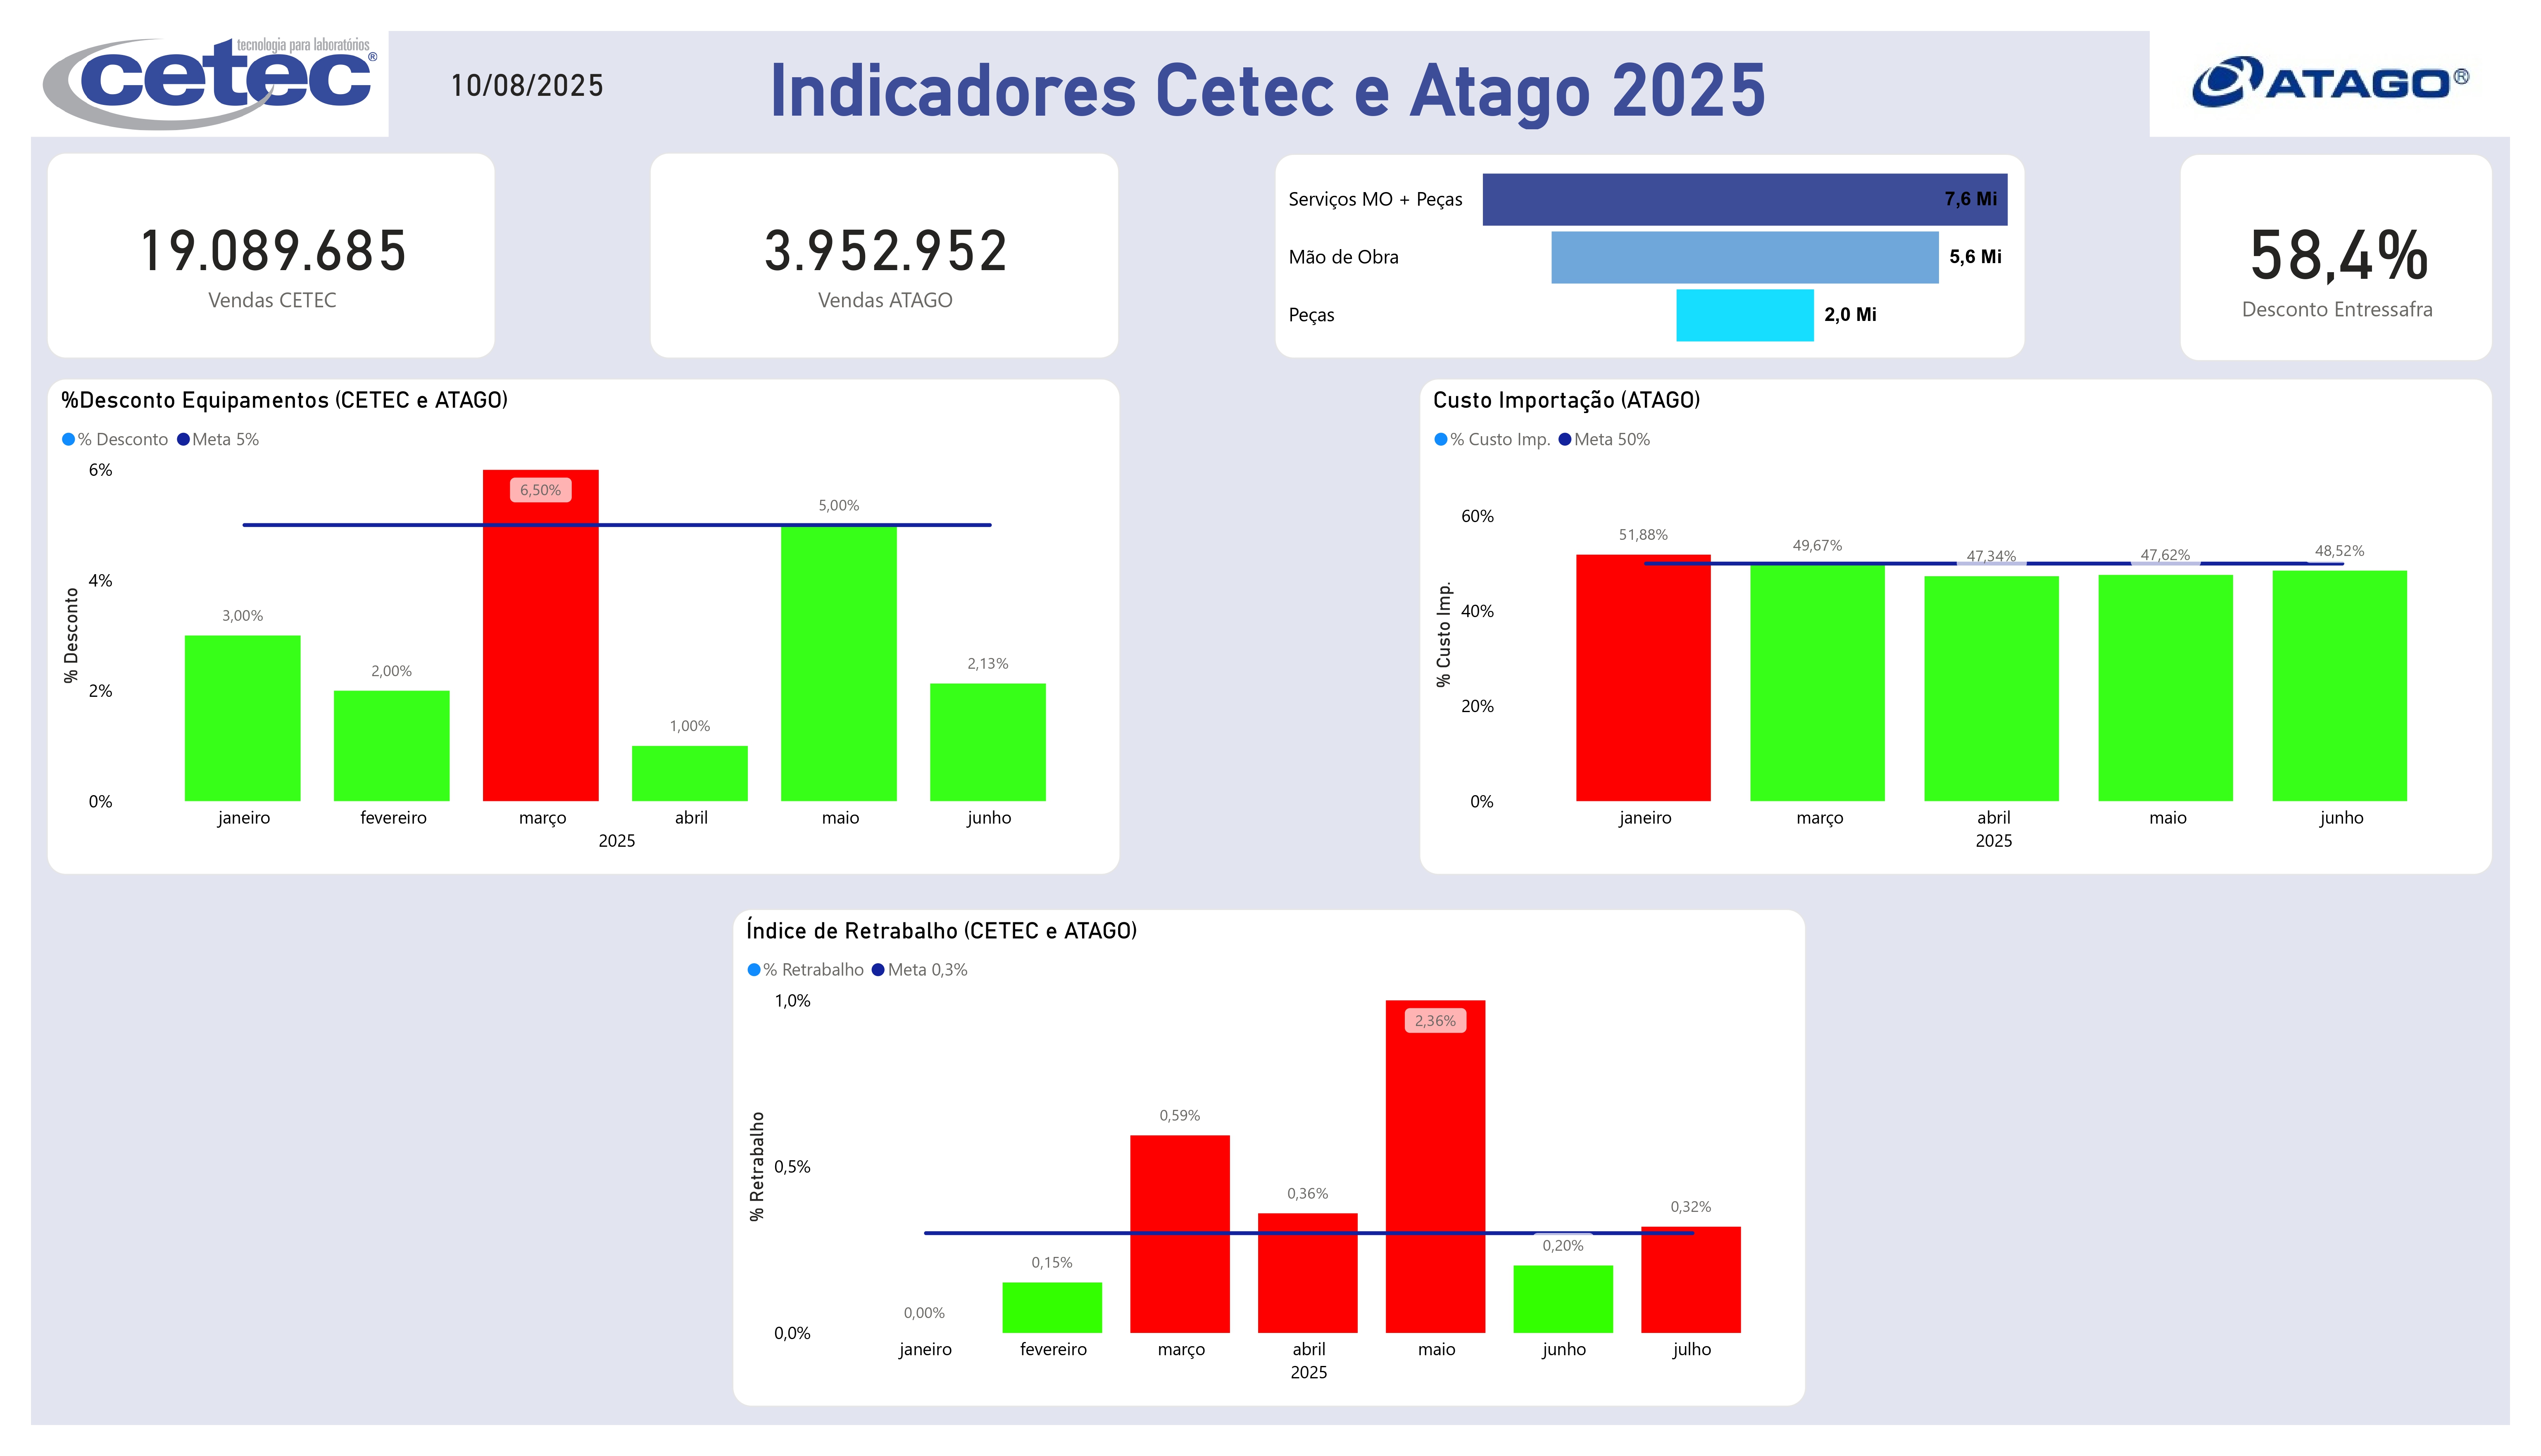 tecnologia para laboratórios
cetec®
10/08/2025
Indicadores Cetec e Atago 2025
ATAGO®
19.089.685
Vendas CETEC
3.952.952
Vendas ATAGO
Serviços MO + Peças 7,6 Mi
Mão de Obra 5,6 Mi
Peças 2,0 Mi
58,4%
Desconto Entressafra
%Desconto Equipamentos (CETEC e ATAGO)
% Desconto Meta 5%
% Desconto
6%
4%
2%
0%
3,00%
2,00%
6,50%
1,00%
5,00%
2,13%
janeiro fevereiro março abril maio junho
2025
Custo Importação (ATAGO)
% Custo Imp. Meta 50%
% Custo Imp.
60%
40%
20%
0%
51,88%
49,67%
47,34%
47,62%
48,52%
janeiro março abril maio junho
2025
Índice de Retrabalho (CETEC e ATAGO)
% Retrabalho Meta 0,3%
% Retrabalho
1,0%
0,5%
0,0%
0,00%
0,15%
0,59%
0,36%
2,36%
0,20%
0,32%
janeiro fevereiro março abril maio junho julho
2025